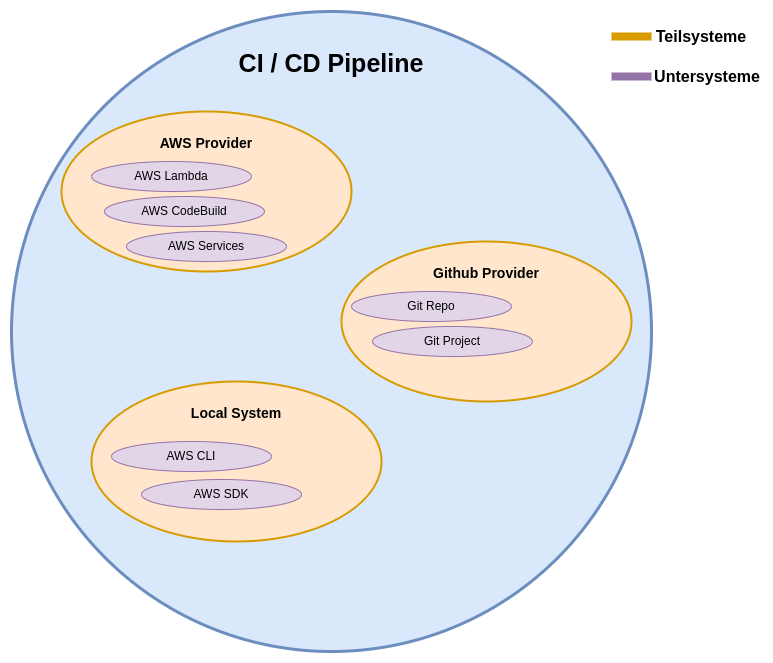 CI / CD Pipeline
Teilsysteme
Untersysteme
AWS Provider
AWS Lambda
AWS CodeBuild
AWS Services
Github Provider
Git Repo
Git Project
Local System
AWS CLI
AWS SDK